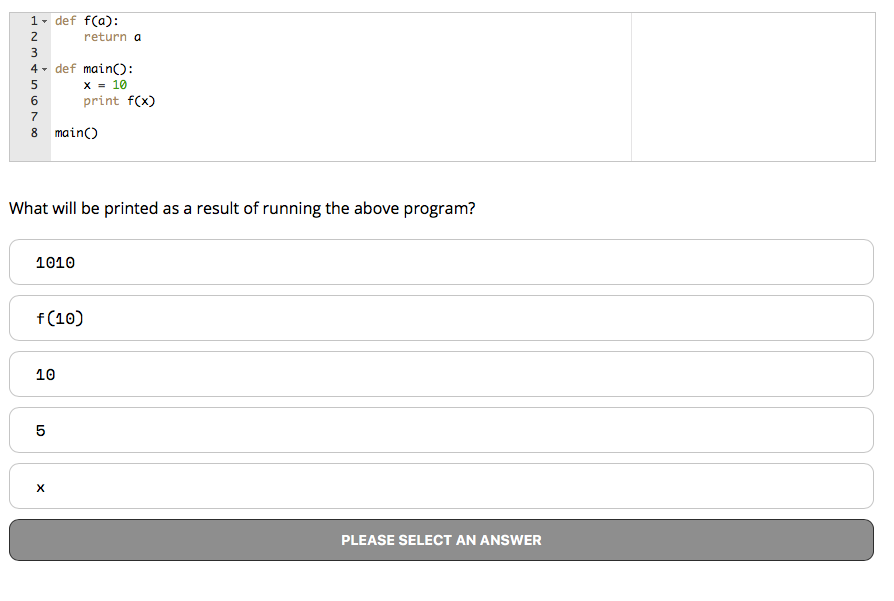 1 def f(a):
2     return a
3
4 def main():
5     x = 10
6     print f(x)
7
8 main()
What will be printed as a result of running the above program?
1010
f(10)
10
5
x
PLEASE SELECT AN ANSWER